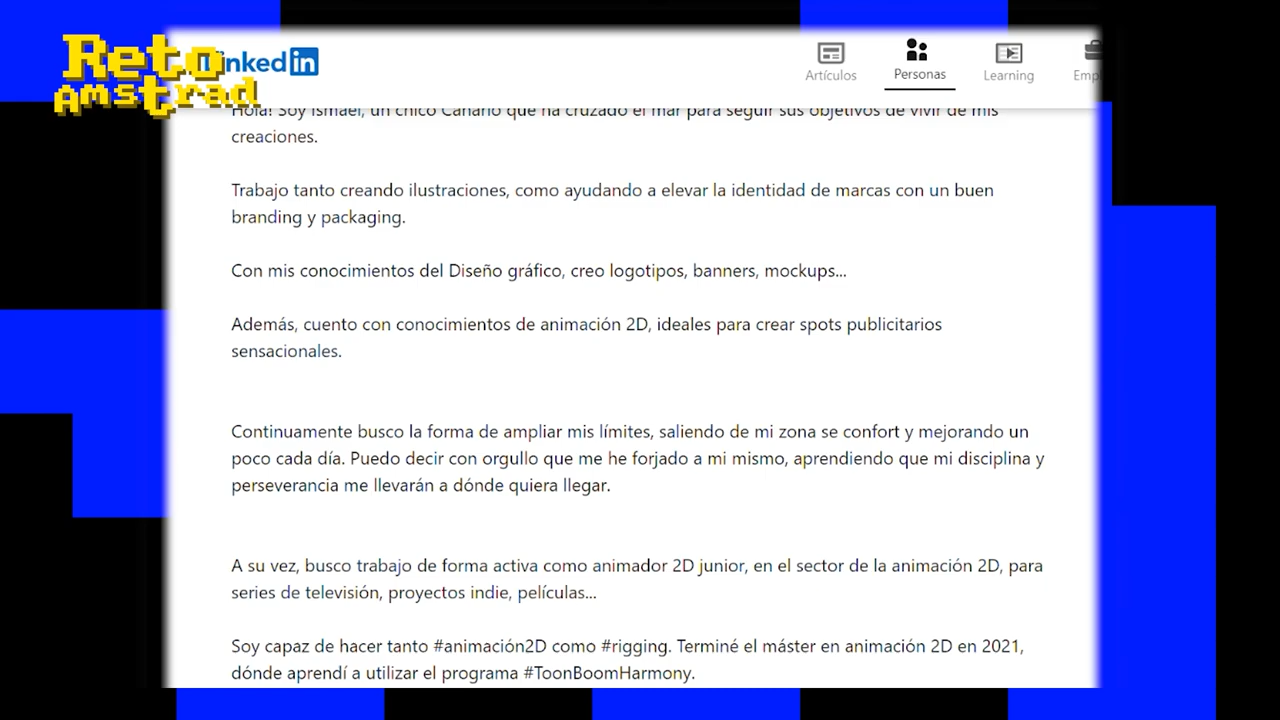 Reto
Amstrad
Linkedin
Artículos
Personas
Learning
Emp
Hola! Soy Ismael, un chico Canario que ha cruzado el mar para seguir sus objetivos de vivir de mis
creaciones.
Trabajo tanto creando ilustraciones, como ayudando a elevar la identidad de marcas con un buen
branding y packaging.
Con mis conocimientos del Diseño gráfico, creo logotipos, banners, mockups...
Además, cuento con conocimientos de animación 2D, ideales para crear spots publicitarios
sensacionales.
Continuamente busco la forma de ampliar mis límites, saliendo de mi zona se confort y mejorando un
poco cada día. Puedo decir con orgullo que me he forjado a mi mismo, aprendiendo que mi disciplina y
perseverancia me llevarán a dónde quiera llegar.
A su vez, busco trabajo de forma activa como animador 2D junior, en el sector de la animación 2D, para
series de televisión, proyectos indie, películas...
Soy capaz de hacer tanto #animación2D como #rigging. Terminé el máster en animación 2D en 2021,
dónde aprendí a utilizar el programa #ToonBoomHarmony.